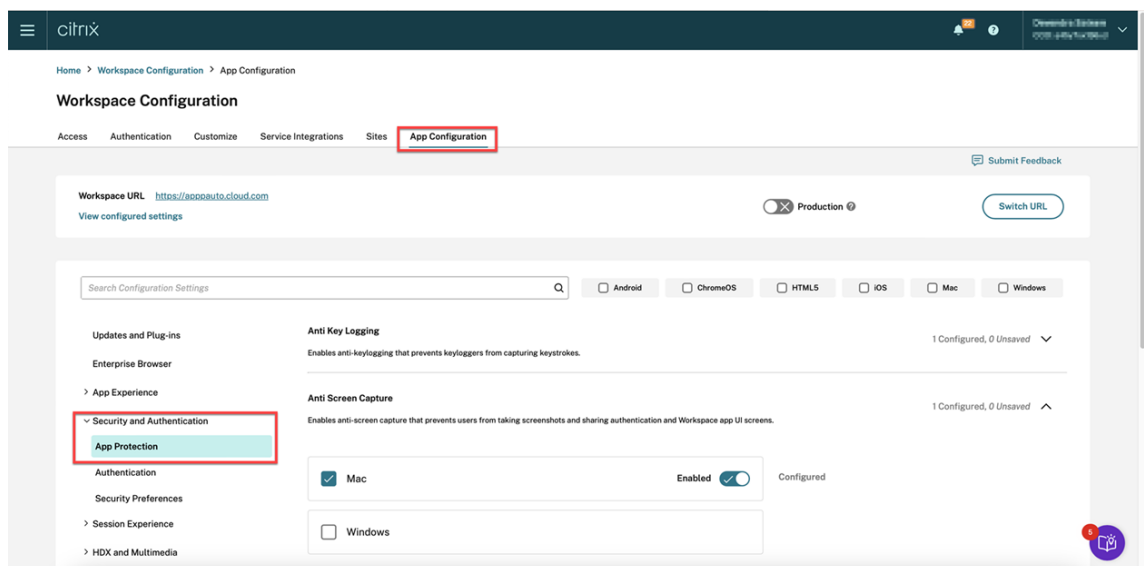 citrix
22
Home > Workspace Configuration > App Configuration
Workspace Configuration
Access Authentication Customize Service Integrations Sites App Configuration
Submit Feedback
Workspace URL https://apppauto.cloud.com
View configured settings
Production
Switch URL
Search Configuration Settings
Android ChromeOS HTML5 iOS Mac Windows
Updates and Plug-ins
Enterprise Browser
App Experience
Security and Authentication
App Protection
Authentication
Security Preferences
Session Experience
HDX and Multimedia
Anti Key Logging
1 Configured, 0 Unsaved
Enables anti-keylogging that prevents keyloggers from capturing keystrokes.
Anti Screen Capture
1 Configured, 0 Unsaved
Enables anti-screen capture that prevents users from taking screenshots and sharing authentication and Workspace app UI screens.
Mac Enabled Configured
Windows
5